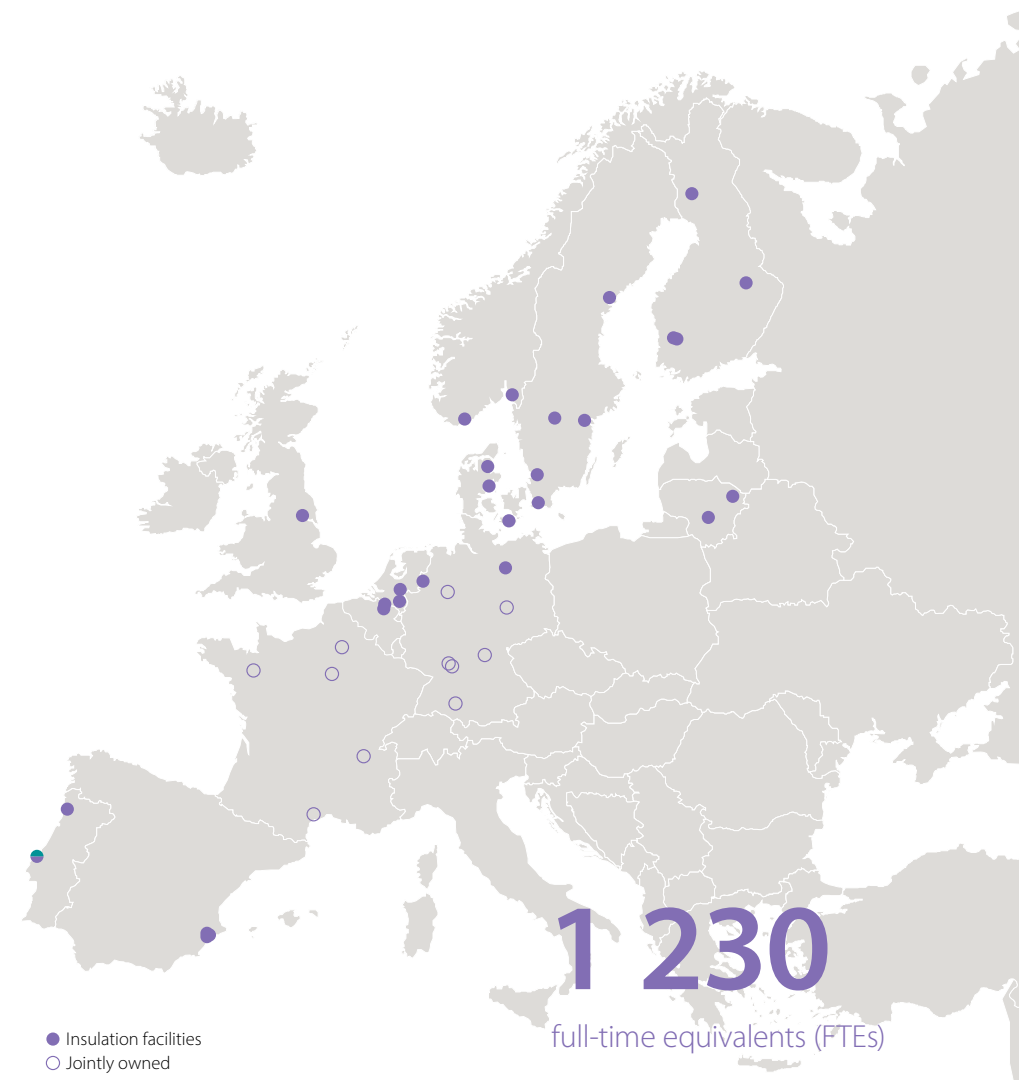 1 230
full-time equivalents (FTEs)
Insulation facilities
Jointly owned